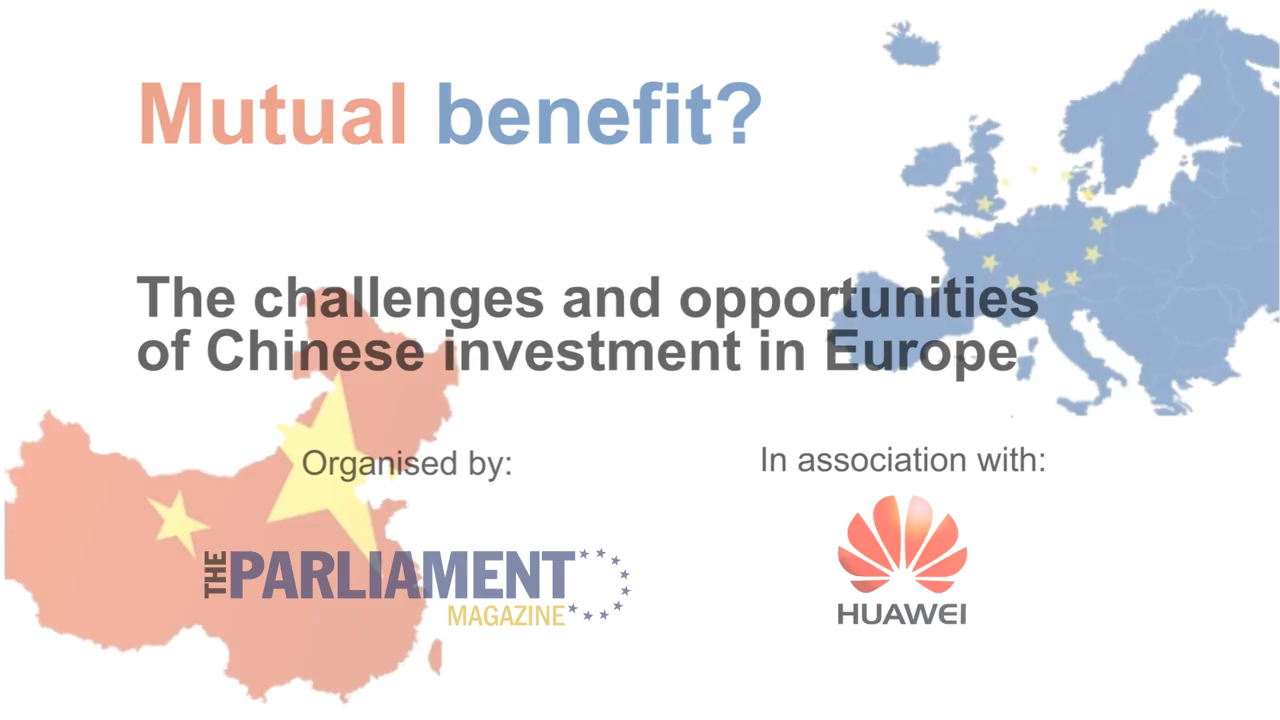 Mutual benefit?
The challenges and opportunities
of Chinese investment in Europe
Organised by:
In association with:
THE PARLIAMENT
MAGAZINE
HUAWEI